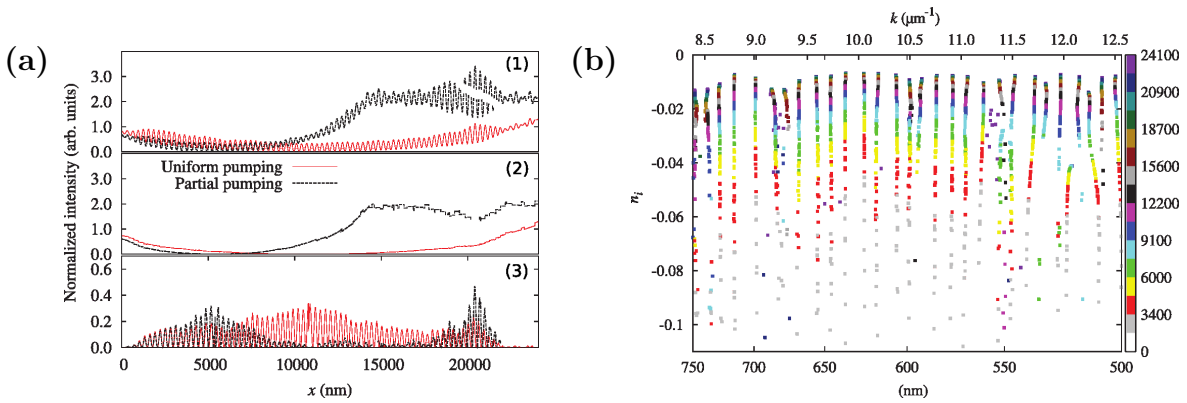 (a)
Normalized intensity (arb. units)
3.0
2.0
1.0
0.0
(1)
3.0
2.0
1.0
0.0
Uniform pumping
Partial pumping
(2)
0.6
0.4
0.2
0.0
(3)
0 5000 10000 15000 20000
x (nm)
(b)
k (μm⁻¹)
8.5 9.0 9.5 10.0 10.5 11.0 11.5 12.0 12.5
n_i
0
-0.02
-0.04
-0.06
-0.08
-0.1
750 700 650 600 550 500
(nm)
24100
20900
18700
15600
12200
9100
6000
3400
0